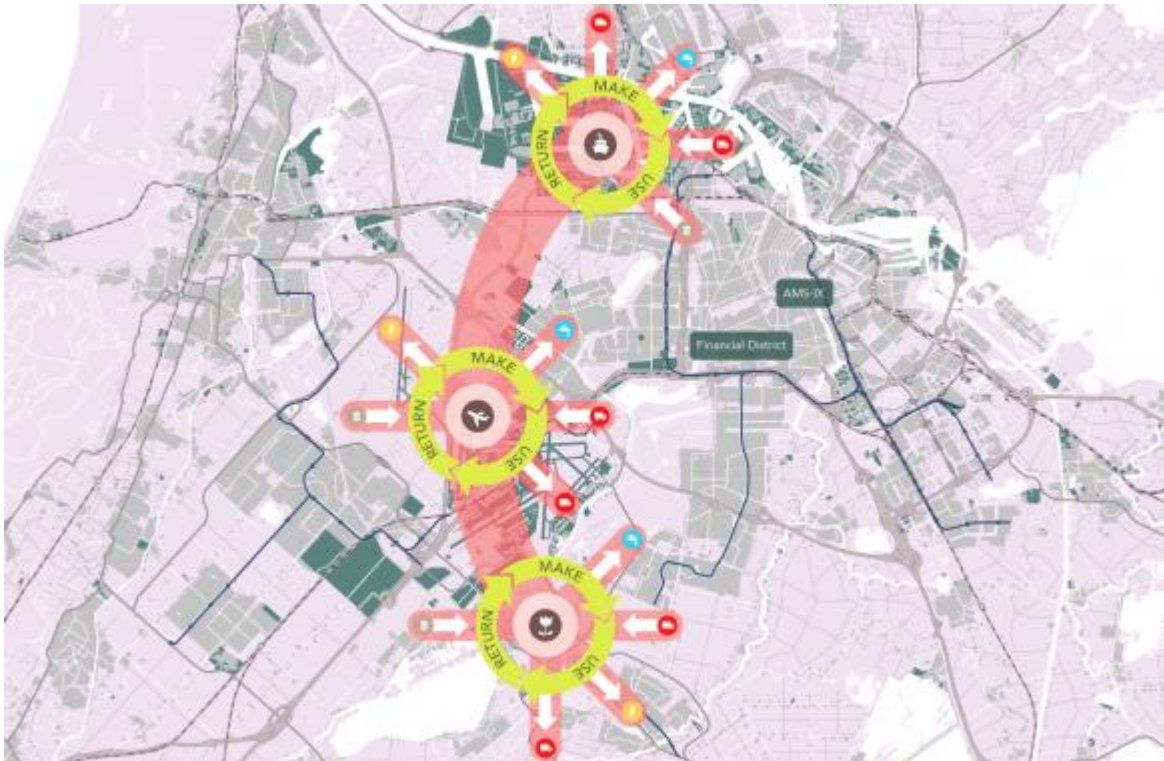 MAKE
USE
RETURN
AMS-IX
Financial District
MAKE
USE
RETURN
MAKE
USE
RETURN